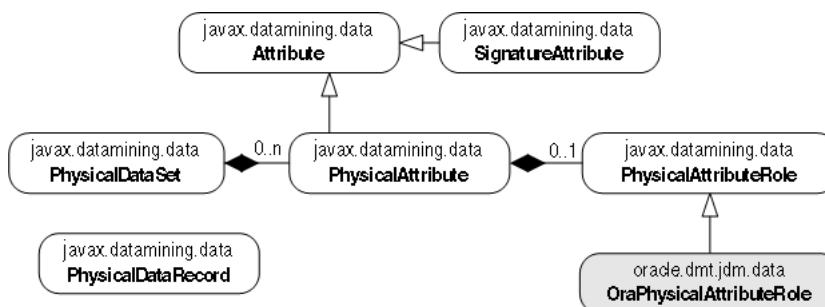 javax.datamining.data
Attribute
javax.datamining.data
SignatureAttribute
javax.datamining.data
PhysicalDataSet
0..n
javax.datamining.data
PhysicalAttribute
0..1
javax.datamining.data
PhysicalAttributeRole
javax.datamining.data
PhysicalDataRecord
oracle.dmt.jdm.data
OraPhysicalAttributeRole